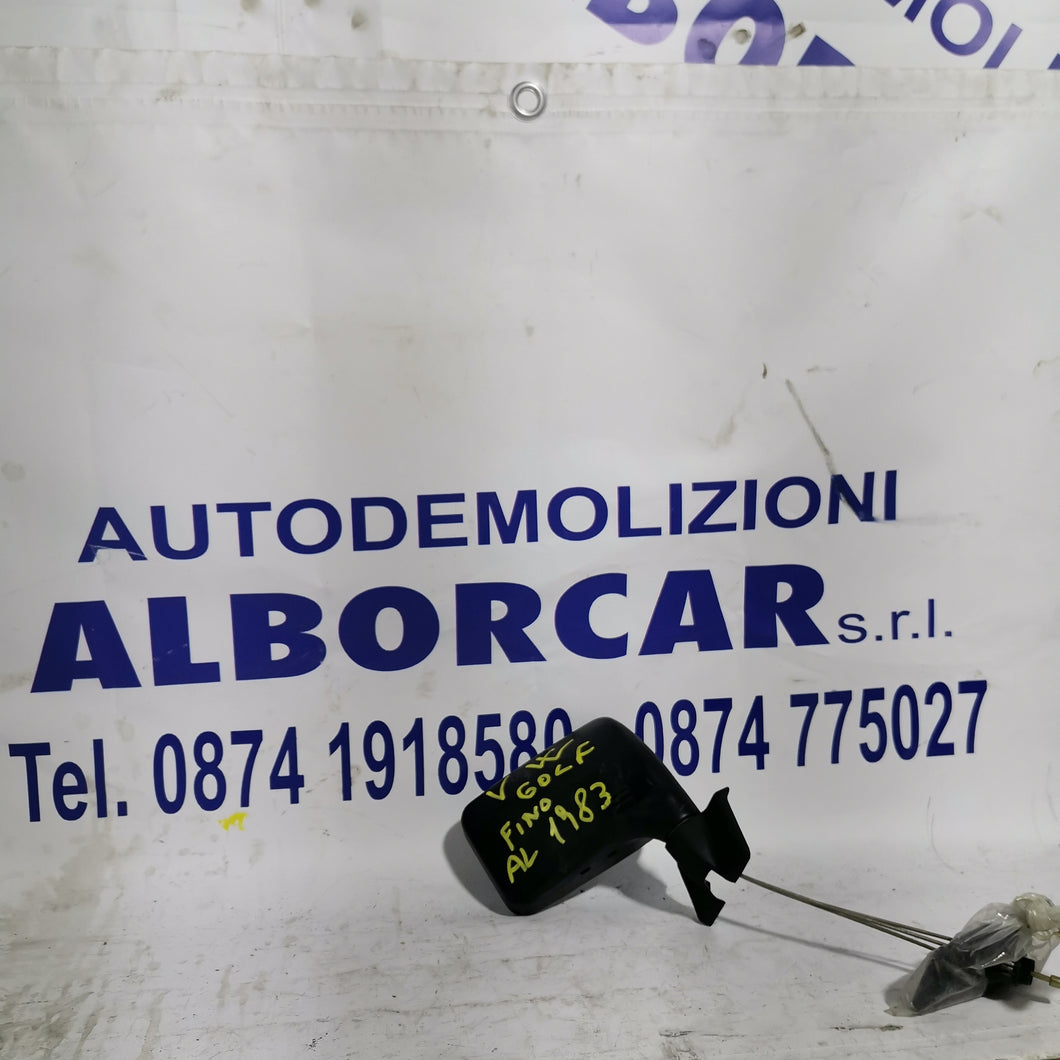 AUTODEMOLIZIONI
ALBORCAR s.r.l.
Tel. 0874 1918580 0874 775027
VW
GOLF
FINO
AL 1983